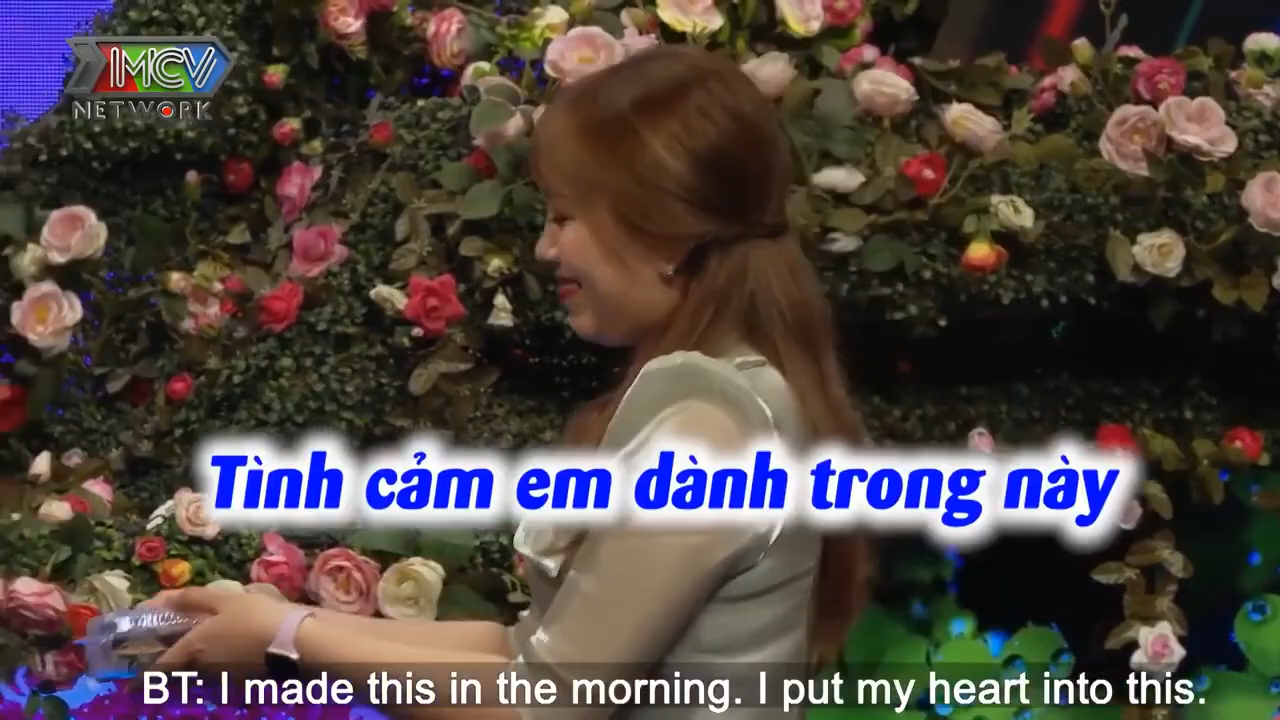 MCV
NETWORK
Tình cảm em dành trong này
BT: I made this in the morning. I put my heart into this.